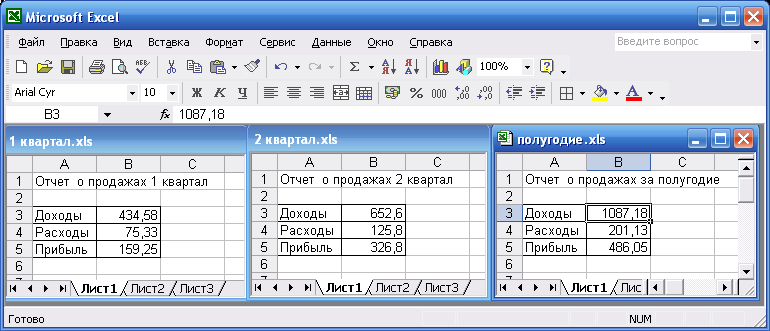 Microsoft Excel
Файл Правка Вид Вставка Формат Сервис Данные Окно Справка Введите вопрос
100%
Arial Cyr 10 Ж К Ч % 000
B3 fx 1087,18
1 квартал.xls
A B C
1 Отчет о продажах 1 квартал
2
3 Доходы 434,58
4 Расходы 75,33
5 Прибыль 159,25
6
Лист1 Лист2 Лист3
2 квартал.xls
A B C
1 Отчет о продажах 2 квартал
2
3 Доходы 652,6
4 Расходы 125,8
5 Прибыль 326,8
6
Лист1 Лист2 Лист3
полугодие.xls
A B C
1 Отчет о продажах за полугодие
2
3 Доходы 1087,18
4 Расходы 201,13
5 Прибыль 486,05
6
Лист1 Лис
Готово NUM